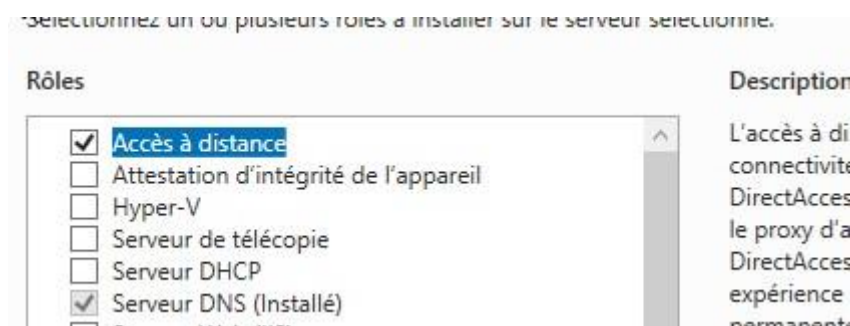 Sélectionnez un ou plusieurs rôles à installer sur le serveur sélectionné.
Rôles
Accès à distance
Attestation d'intégrité de l'appareil
Hyper-V
Serveur de télécopie
Serveur DHCP
Serveur DNS (Installé)
Description
L'accès à di
connectivité
DirectAcces
le proxy d'a
DirectAcces
expérience